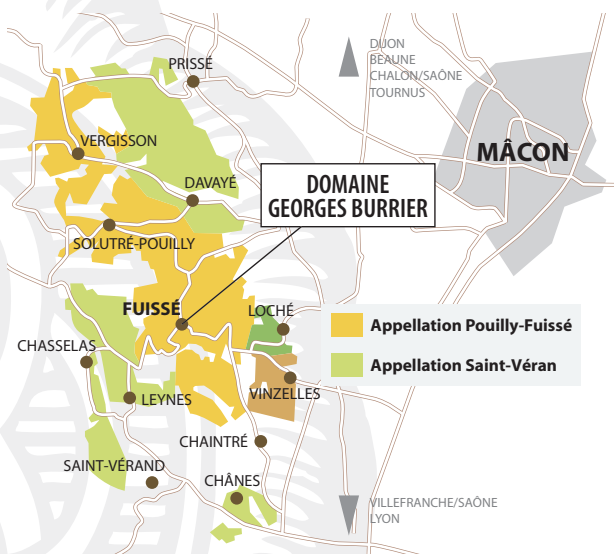 DIJON
BEAUNE
CHALON/SAÔNE
TOURNUS
PRISSÉ
MÂCON
VERGISSON
DAVAYÉ
DOMAINE
GEORGES BURRIER
SOLUTRÉ-POUILLY
FUISSÉ
LOCHÉ
Appellation Pouilly-Fuissé
CHASSELAS
Appellation Saint-Véran
LEYNES
VINZELLES
CHAINTRÉ
SAINT-VÉRAND
CHÂNES
VILLEFRANCHE/SAÔNE
LYON